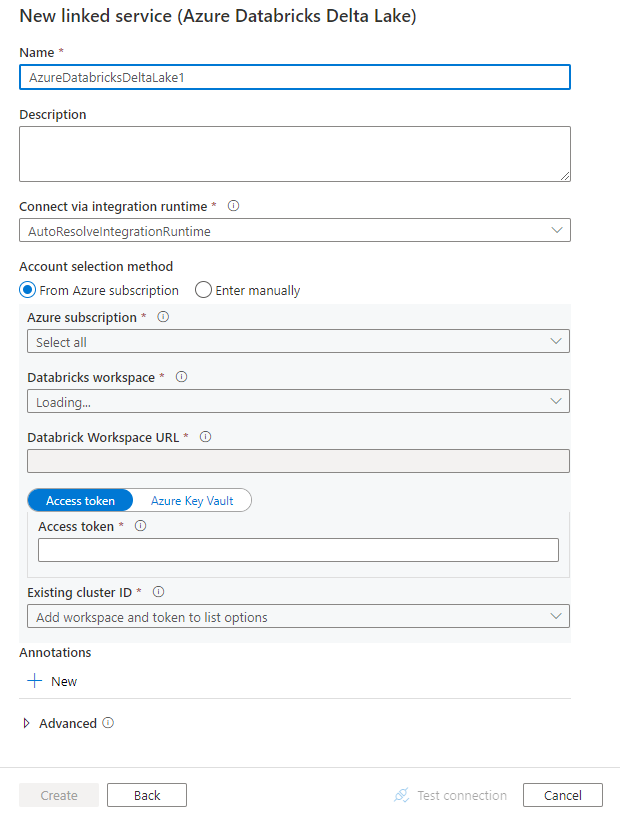 New linked service (Azure Databricks Delta Lake)
Name *
AzureDatabricksDeltaLake1
Description
Connect via integration runtime *
AutoResolveIntegrationRuntime
Account selection method
From Azure subscription Enter manually
Azure subscription *
Select all
Databricks workspace *
Loading...
Databrick Workspace URL *
Access token Azure Key Vault
Access token *
Existing cluster ID *
Add workspace and token to list options
Annotations
New
Advanced
Create Back Test connection Cancel